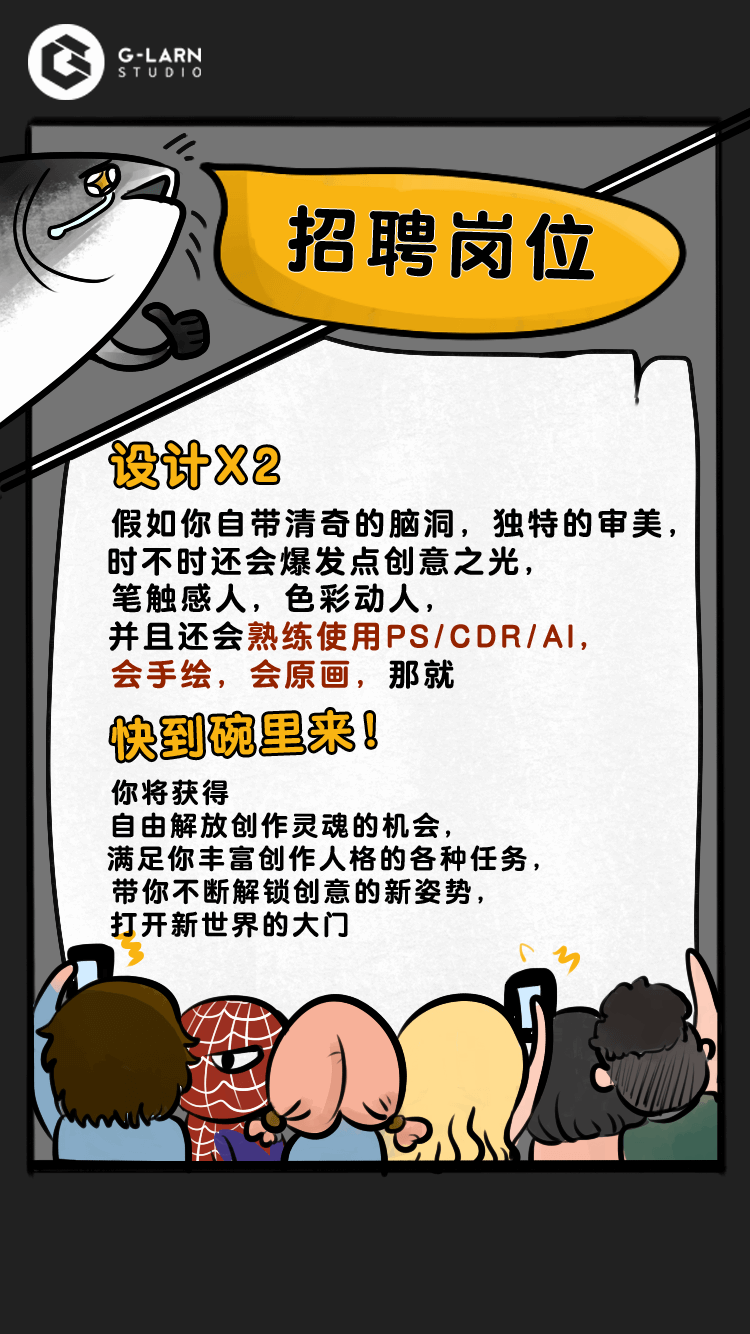 G-LARN
STUDIO
招聘岗位
设计X2
假如你自带清奇的脑洞，独特的审美，
时不时还会爆发点创意之光，
笔触感人，色彩动人，
并且还会熟练使用PS/CDR/AI，
会手绘，会原画，那就
快到碗里来！
你将获得
自由解放创作灵魂的机会，
满足你丰富创作人格的各种任务，
带你不断解锁创意的新姿势，
打开新世界的大门